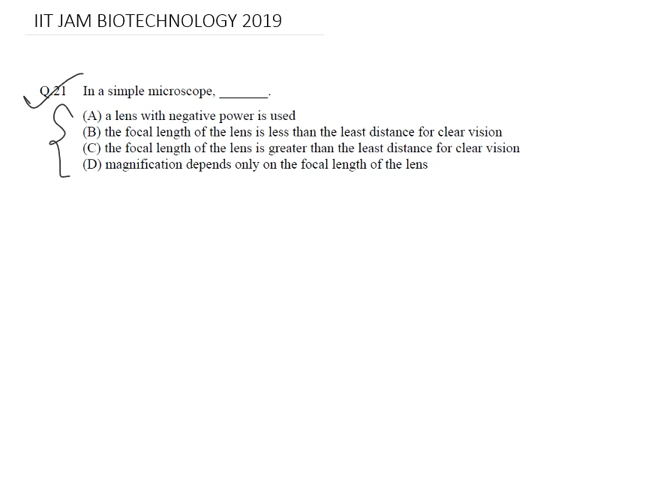 IIT JAM BIOTECHNOLOGY 2019
Q.21 In a simple microscope, _______.
(A) a lens with negative power is used
(B) the focal length of the lens is less than the least distance for clear vision
(C) the focal length of the lens is greater than the least distance for clear vision
(D) magnification depends only on the focal length of the lens